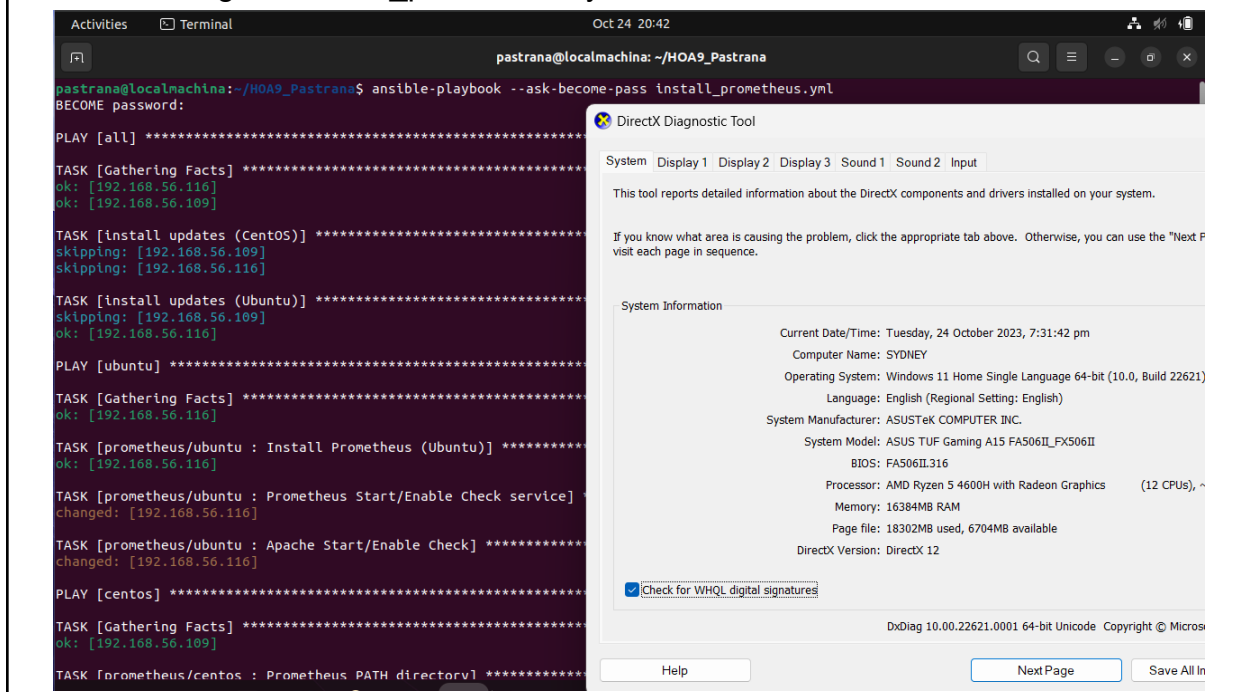 Activities Terminal Oct 24 20:42
pastrana@localmachina: ~/HOA9_Pastrana
pastrana@localmachina:~/HOA9_Pastrana$ ansible-playbook --ask-become-pass install_prometheus.yml
BECOME password:
PLAY [all] **********************************************************
TASK [Gathering Facts] **********************************************
ok: [192.168.56.116]
ok: [192.168.56.109]
TASK [install updates (CentOS)] *************************************
skipping: [192.168.56.109]
skipping: [192.168.56.116]
TASK [install updates (Ubuntu)] *************************************
skipping: [192.168.56.109]
ok: [192.168.56.116]
PLAY [ubuntu] *******************************************************
TASK [Gathering Facts] **********************************************
ok: [192.168.56.116]
TASK [prometheus/ubuntu : Install Prometheus (Ubuntu)] ***********
ok: [192.168.56.116]
TASK [prometheus/ubuntu : Prometheus Start/Enable Check service] *
changed: [192.168.56.116]
TASK [prometheus/ubuntu : Apache Start/Enable Check] *************
changed: [192.168.56.116]
PLAY [centos] *******************************************************
TASK [Gathering Facts] **********************************************
ok: [192.168.56.109]
TASK [prometheus/centos : Prometheus PATH directory] *************
DirectX Diagnostic Tool
System Display 1 Display 2 Display 3 Sound 1 Sound 2 Input
This tool reports detailed information about the DirectX components and drivers installed on your system.
If you know what area is causing the problem, click the appropriate tab above. Otherwise, you can use the "Next P
visit each page in sequence.
System Information
Current Date/Time: Tuesday, 24 October 2023, 7:31:42 pm
Computer Name: SYDNEY
Operating System: Windows 11 Home Single Language 64-bit (10.0, Build 22621)
Language: English (Regional Setting: English)
System Manufacturer: ASUSTeK COMPUTER INC.
System Model: ASUS TUF Gaming A15 FA506II_FX506II
BIOS: FA506II.316
Processor: AMD Ryzen 5 4600H with Radeon Graphics (12 CPUs), ~
Memory: 16384MB RAM
Page file: 18302MB used, 6704MB available
DirectX Version: DirectX 12
Check for WHQL digital signatures
DxDiag 10.00.22621.0001 64-bit Unicode Copyright © Micros
Help Next Page Save All In